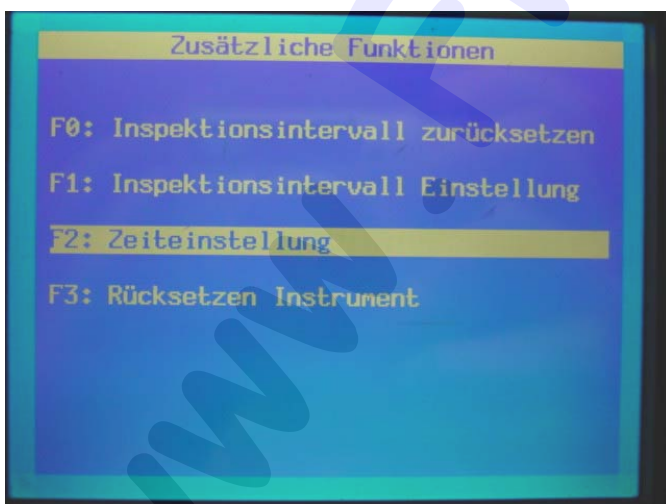 Zusätzliche Funktionen
F0: Inspektionsintervall zurücksetzen
F1: Inspektionsintervall Einstellung
F2: Zeiteinstellung
F3: Rücksetzen Instrument